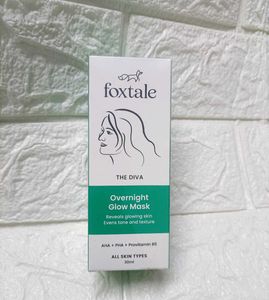 foxtale
THE DIVA
Overnight
Glow Mask
Reveals glowing skin
Evens tone and texture
AHA + PHA + Provitamin B5
ALL SKIN TYPES
30ml